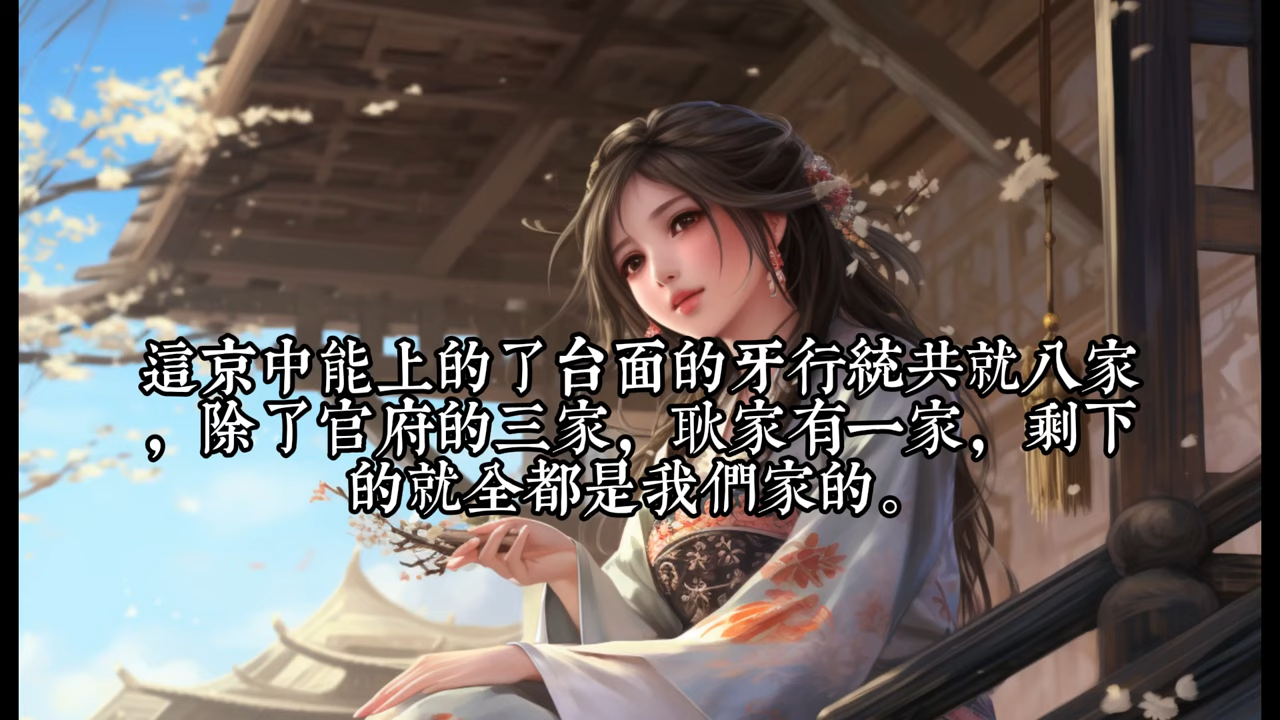 這京中能上的了台面的牙行統共就八家
，除了官府的三家，耿家有一家，剩下
的就全都是我們家的。